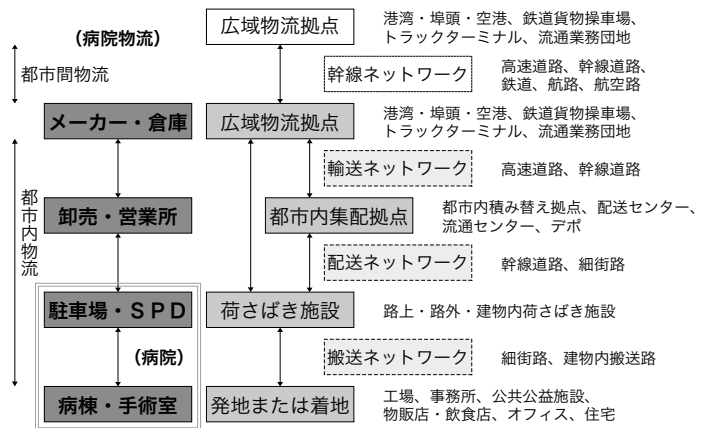 (病院物流)
広域物流拠点
港湾・埠頭・空港、鉄道貨物操車場、
トラックターミナル、流通業務団地
都市間物流
幹線ネットワーク
高速道路、幹線道路、
鉄道、航路、航空路
メーカー・倉庫
広域物流拠点
港湾・埠頭・空港、鉄道貨物操車場、
トラックターミナル、流通業務団地
輸送ネットワーク
高速道路、幹線道路
都市内物流
卸売・営業所
都市内集配拠点
都市内積み替え拠点、配送センター、
流通センター、デポ
配送ネットワーク
幹線道路、細街路
駐車場・ＳＰＤ
荷さばき施設
路上・路外・建物内荷さばき施設
(病院)
搬送ネットワーク
細街路、建物内搬送路
病棟・手術室
発地または着地
工場、事務所、公共公益施設、
物販店・飲食店、オフィス、住宅